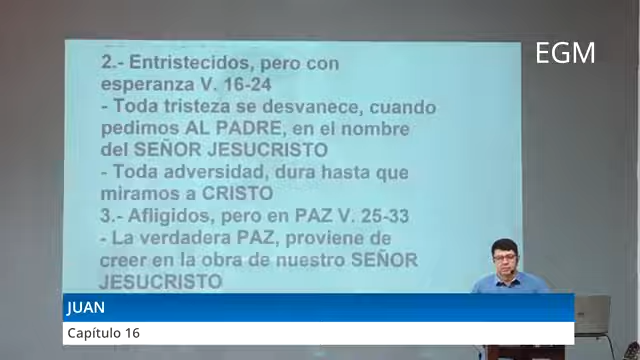 EGM
2.- Entristecidos, pero con
esperanza V. 16-24
- Toda tristeza se desvanece, cuando
pedimos AL PADRE, en el nombre
del SEÑOR JESUCRISTO
- Toda adversidad, dura hasta que
miramos a CRISTO
3.- Afligidos, pero en PAZ V. 25-33
- La verdadera PAZ, proviene de
creer en la obra de nuestro SEÑOR
JESUCRISTO
JUAN
Capítulo 16